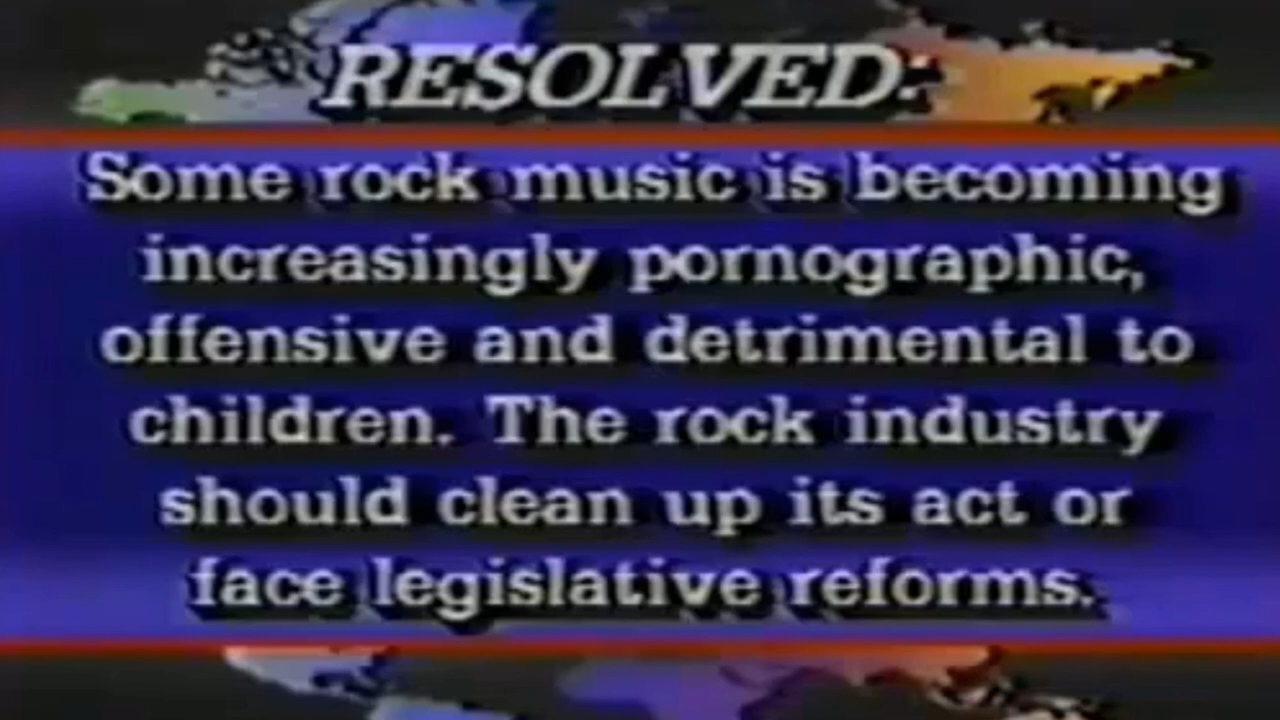 RESOLVED:
Some rock music is becoming
increasingly pornographic,
offensive and detrimental to
children. The rock industry
should clean up its act or
face legislative reforms.